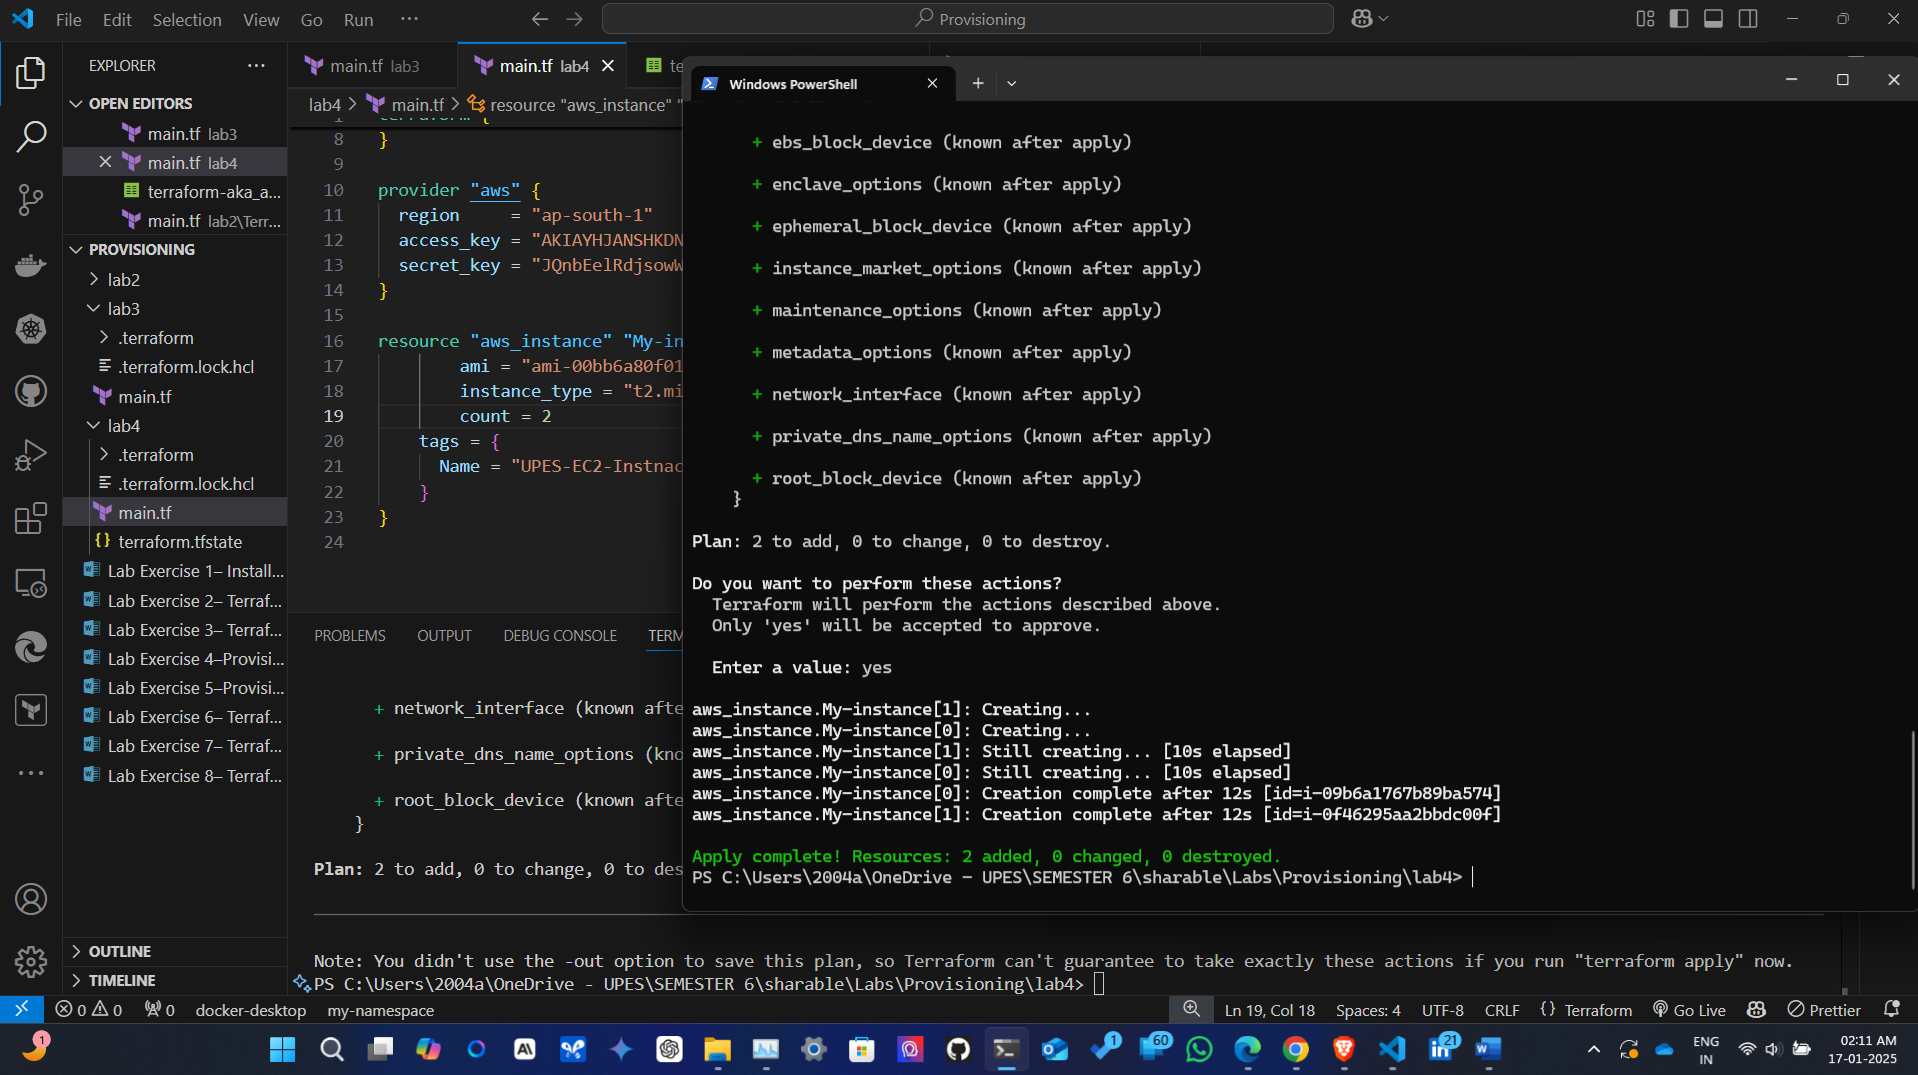 File Edit Selection View Go Run ···
Provisioning
EXPLORER
OPEN EDITORS
main.tf lab3
main.tf lab4
terraform-aka_a...
main.tf lab2\Terr...
PROVISIONING
lab2
lab3
.terraform
.terraform.lock.hcl
main.tf
lab4
.terraform
.terraform.lock.hcl
main.tf
terraform.tfstate
Lab Exercise 1– Install...
Lab Exercise 2– Terraf...
Lab Exercise 3– Terraf...
Lab Exercise 4–Provisi...
Lab Exercise 5–Provisi...
Lab Exercise 6– Terraf...
Lab Exercise 7– Terraf...
Lab Exercise 8– Terraf...
OUTLINE
TIMELINE
main.tf lab3
main.tf lab4
te
lab4 > main.tf > resource "aws_instance" "
8 }
9
10 provider "aws" {
11 region = "ap-south-1"
12 access_key = "AKIAYHJANSHKDN
13 secret_key = "JQnbEelRdjsowW
14 }
15
16 resource "aws_instance" "My-in
17 ami = "ami-00bb6a80f01
18 instance_type = "t2.mi
19 count = 2
20 tags = {
21 Name = "UPES-EC2-Instnac
22 }
23 }
24
PROBLEMS OUTPUT DEBUG CONSOLE TERM
+ network_interface (known afte
+ private_dns_name_options (kno
+ root_block_device (known afte
}
Plan: 2 to add, 0 to change, 0 to des
Note: You didn't use the -out option to save this plan, so Terraform can't guarantee to take exactly these actions if you run "terraform apply" now.
PS C:\Users\2004a\OneDrive - UPES\SEMESTER 6\sharable\Labs\Provisioning\lab4>
Windows PowerShell
+ ebs_block_device (known after apply)
+ enclave_options (known after apply)
+ ephemeral_block_device (known after apply)
+ instance_market_options (known after apply)
+ maintenance_options (known after apply)
+ metadata_options (known after apply)
+ network_interface (known after apply)
+ private_dns_name_options (known after apply)
+ root_block_device (known after apply)
}
Plan: 2 to add, 0 to change, 0 to destroy.
Do you want to perform these actions?
Terraform will perform the actions described above.
Only 'yes' will be accepted to approve.
Enter a value: yes
aws_instance.My-instance[1]: Creating...
aws_instance.My-instance[0]: Creating...
aws_instance.My-instance[1]: Still creating... [10s elapsed]
aws_instance.My-instance[0]: Still creating... [10s elapsed]
aws_instance.My-instance[0]: Creation complete after 12s [id=i-09b6a1767b89ba574]
aws_instance.My-instance[1]: Creation complete after 12s [id=i-0f46295aa2bbdc00f]
Apply complete! Resources: 2 added, 0 changed, 0 destroyed.
PS C:\Users\2004a\OneDrive - UPES\SEMESTER 6\sharable\Labs\Provisioning\lab4>
0 0 0 docker-desktop my-namespace
Ln 19, Col 18 Spaces: 4 UTF-8 CRLF {} Terraform Go Live Prettier
1
1
60
21
ENG
IN
02:11 AM
17-01-2025